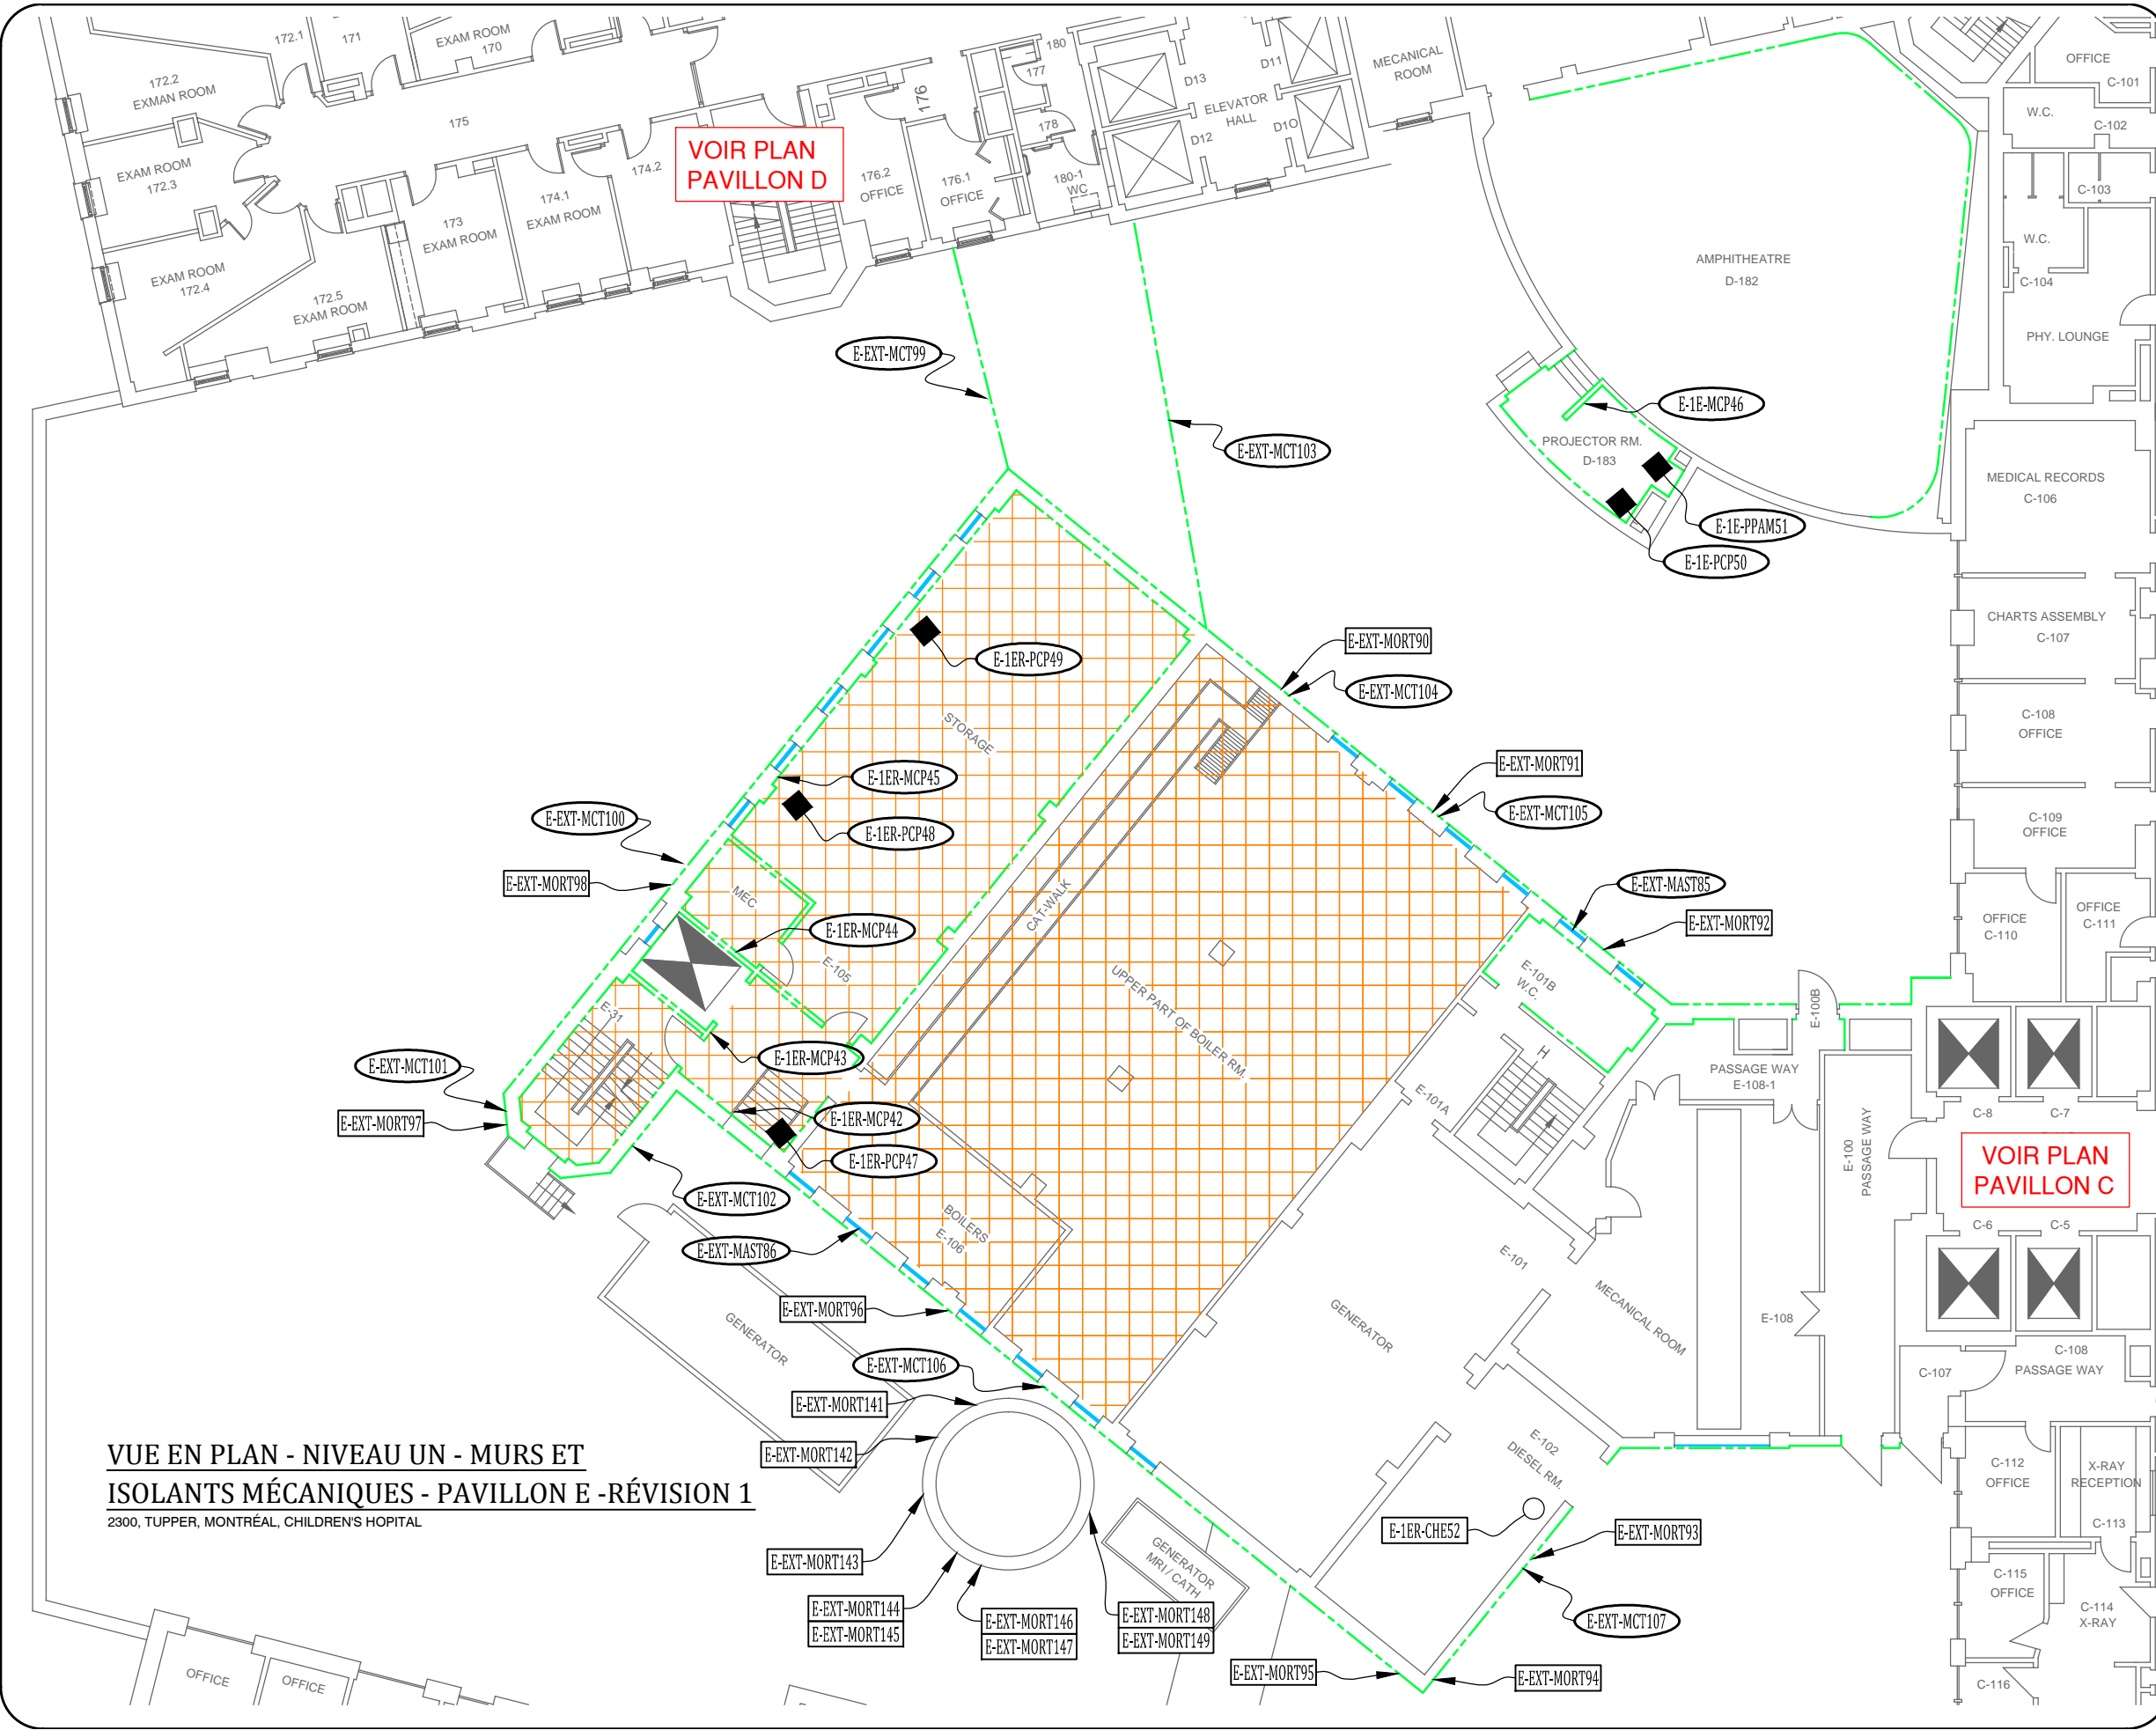 172.1
171
EXAM ROOM
170
172.2
EXMAN ROOM
175
EXAM ROOM
172.3
EXAM ROOM
172.4
172.5
EXAM ROOM
173
EXAM ROOM
174.1
EXAM ROOM
174.2
VOIR PLAN
PAVILLON D
176.2
OFFICE
176
176.1
OFFICE
180
177
178
180-1
WC
D13
D11
D12
D1O
ELEVATOR
HALL
MECANICAL
ROOM
AMPHITHEATRE
D-182
OFFICE
C-101
W.C.
C-102
C-103
W.C.
C-104
PHY. LOUNGE
E-EXT-MCT99
E-EXT-MCT103
E-1E-MCP46
PROJECTOR RM.
D-183
E-1E-PPAM51
E-1E-PCP50
MEDICAL RECORDS
C-106
CHARTS ASSEMBLY
C-107
C-108
OFFICE
C-109
OFFICE
OFFICE
C-110
OFFICE
C-111
E-1ER-PCP49
E-EXT-MORT90
E-EXT-MCT104
STORAGE
E-1ER-MCP45
E-1ER-PCP48
E-EXT-MORT91
E-EXT-MCT105
E-EXT-MCT100
E-EXT-MORT98
MEC
E-1ER-MCP44
E-105
CAT-WALK
E-EXT-MAST85
E-EXT-MORT92
UPPER PART OF BOILER RM.
E-101B
W.C.
E-100B
E-31
E-1ER-MCP43
E-EXT-MCT101
E-EXT-MORT97
E-1ER-MCP42
E-1ER-PCP47
E-EXT-MCT102
E-EXT-MAST86
BOILERS
E-106
E-101A
H
PASSAGE WAY
E-108-1
E-100
PASSAGE WAY
C-8
C-7
VOIR PLAN
PAVILLON C
C-6
C-5
E-101
MECANICAL ROOM
E-108
GENERATOR
GENERATOR
E-EXT-MORT96
E-EXT-MCT106
E-EXT-MORT141
E-EXT-MORT142
C-107
C-108
PASSAGE WAY
E-102
DIESEL RM.
C-112
OFFICE
X-RAY
RECEPTION
C-113
VUE EN PLAN - NIVEAU UN - MURS ET
ISOLANTS MÉCANIQUES - PAVILLON E -RÉVISION 1
2300, TUPPER, MONTRÉAL, CHILDREN'S HOPITAL
E-EXT-MORT143
E-EXT-MORT144
E-EXT-MORT145
E-EXT-MORT146
E-EXT-MORT147
E-EXT-MORT148
E-EXT-MORT149
GENERATOR
MRI / CATH
E-1ER-CHE52
E-EXT-MORT93
E-EXT-MCT107
E-EXT-MORT95
E-EXT-MORT94
C-115
OFFICE
C-114
X-RAY
C-116
OFFICE
OFFICE